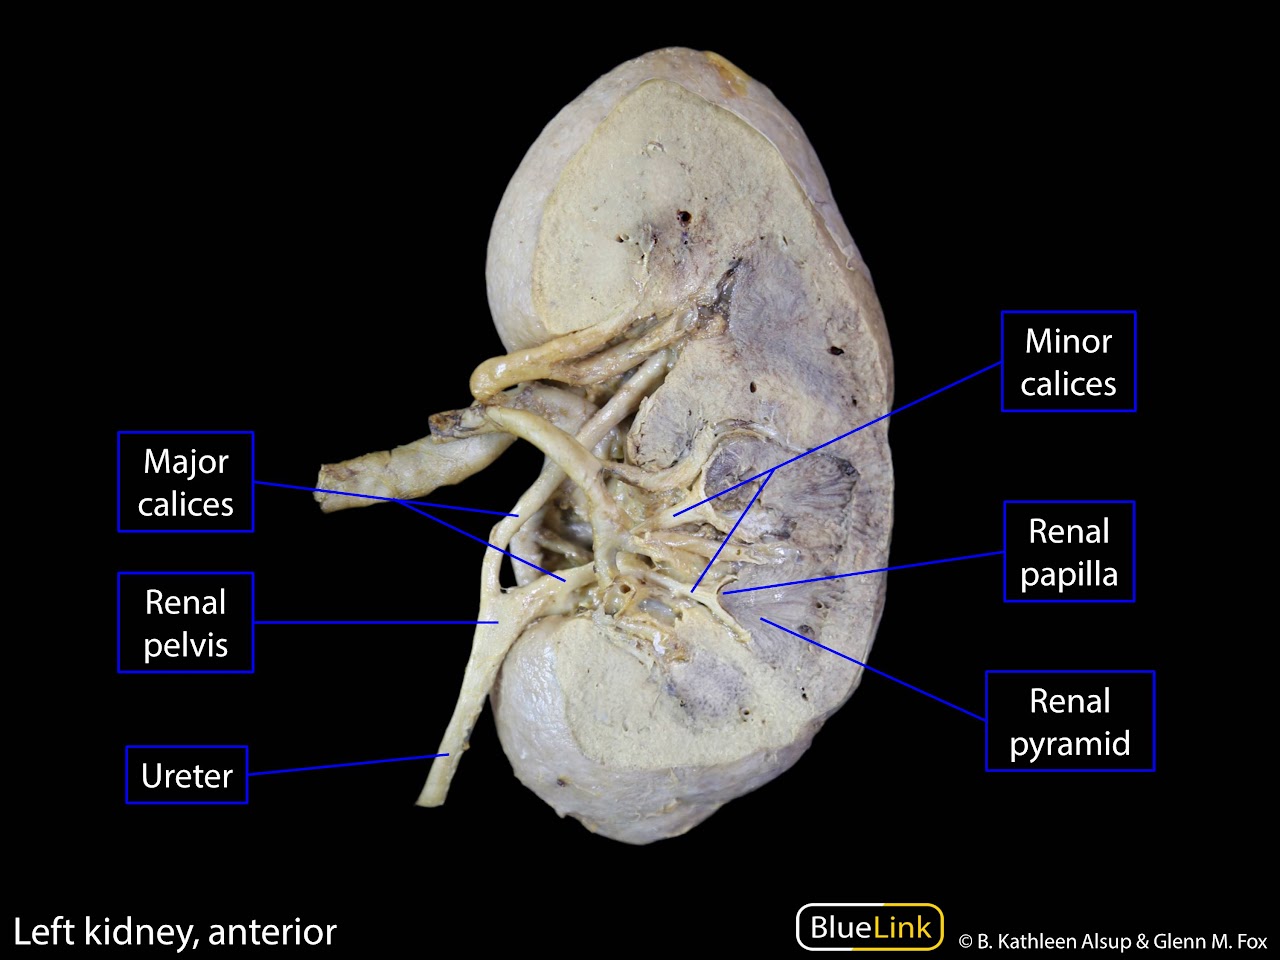 Minor
calices
Major
calices
Renal
papilla
Renal
pelvis
Renal
pyramid
Ureter
Left kidney, anterior
BlueLink
© B. Kathleen Alsup & Glenn M. Fox